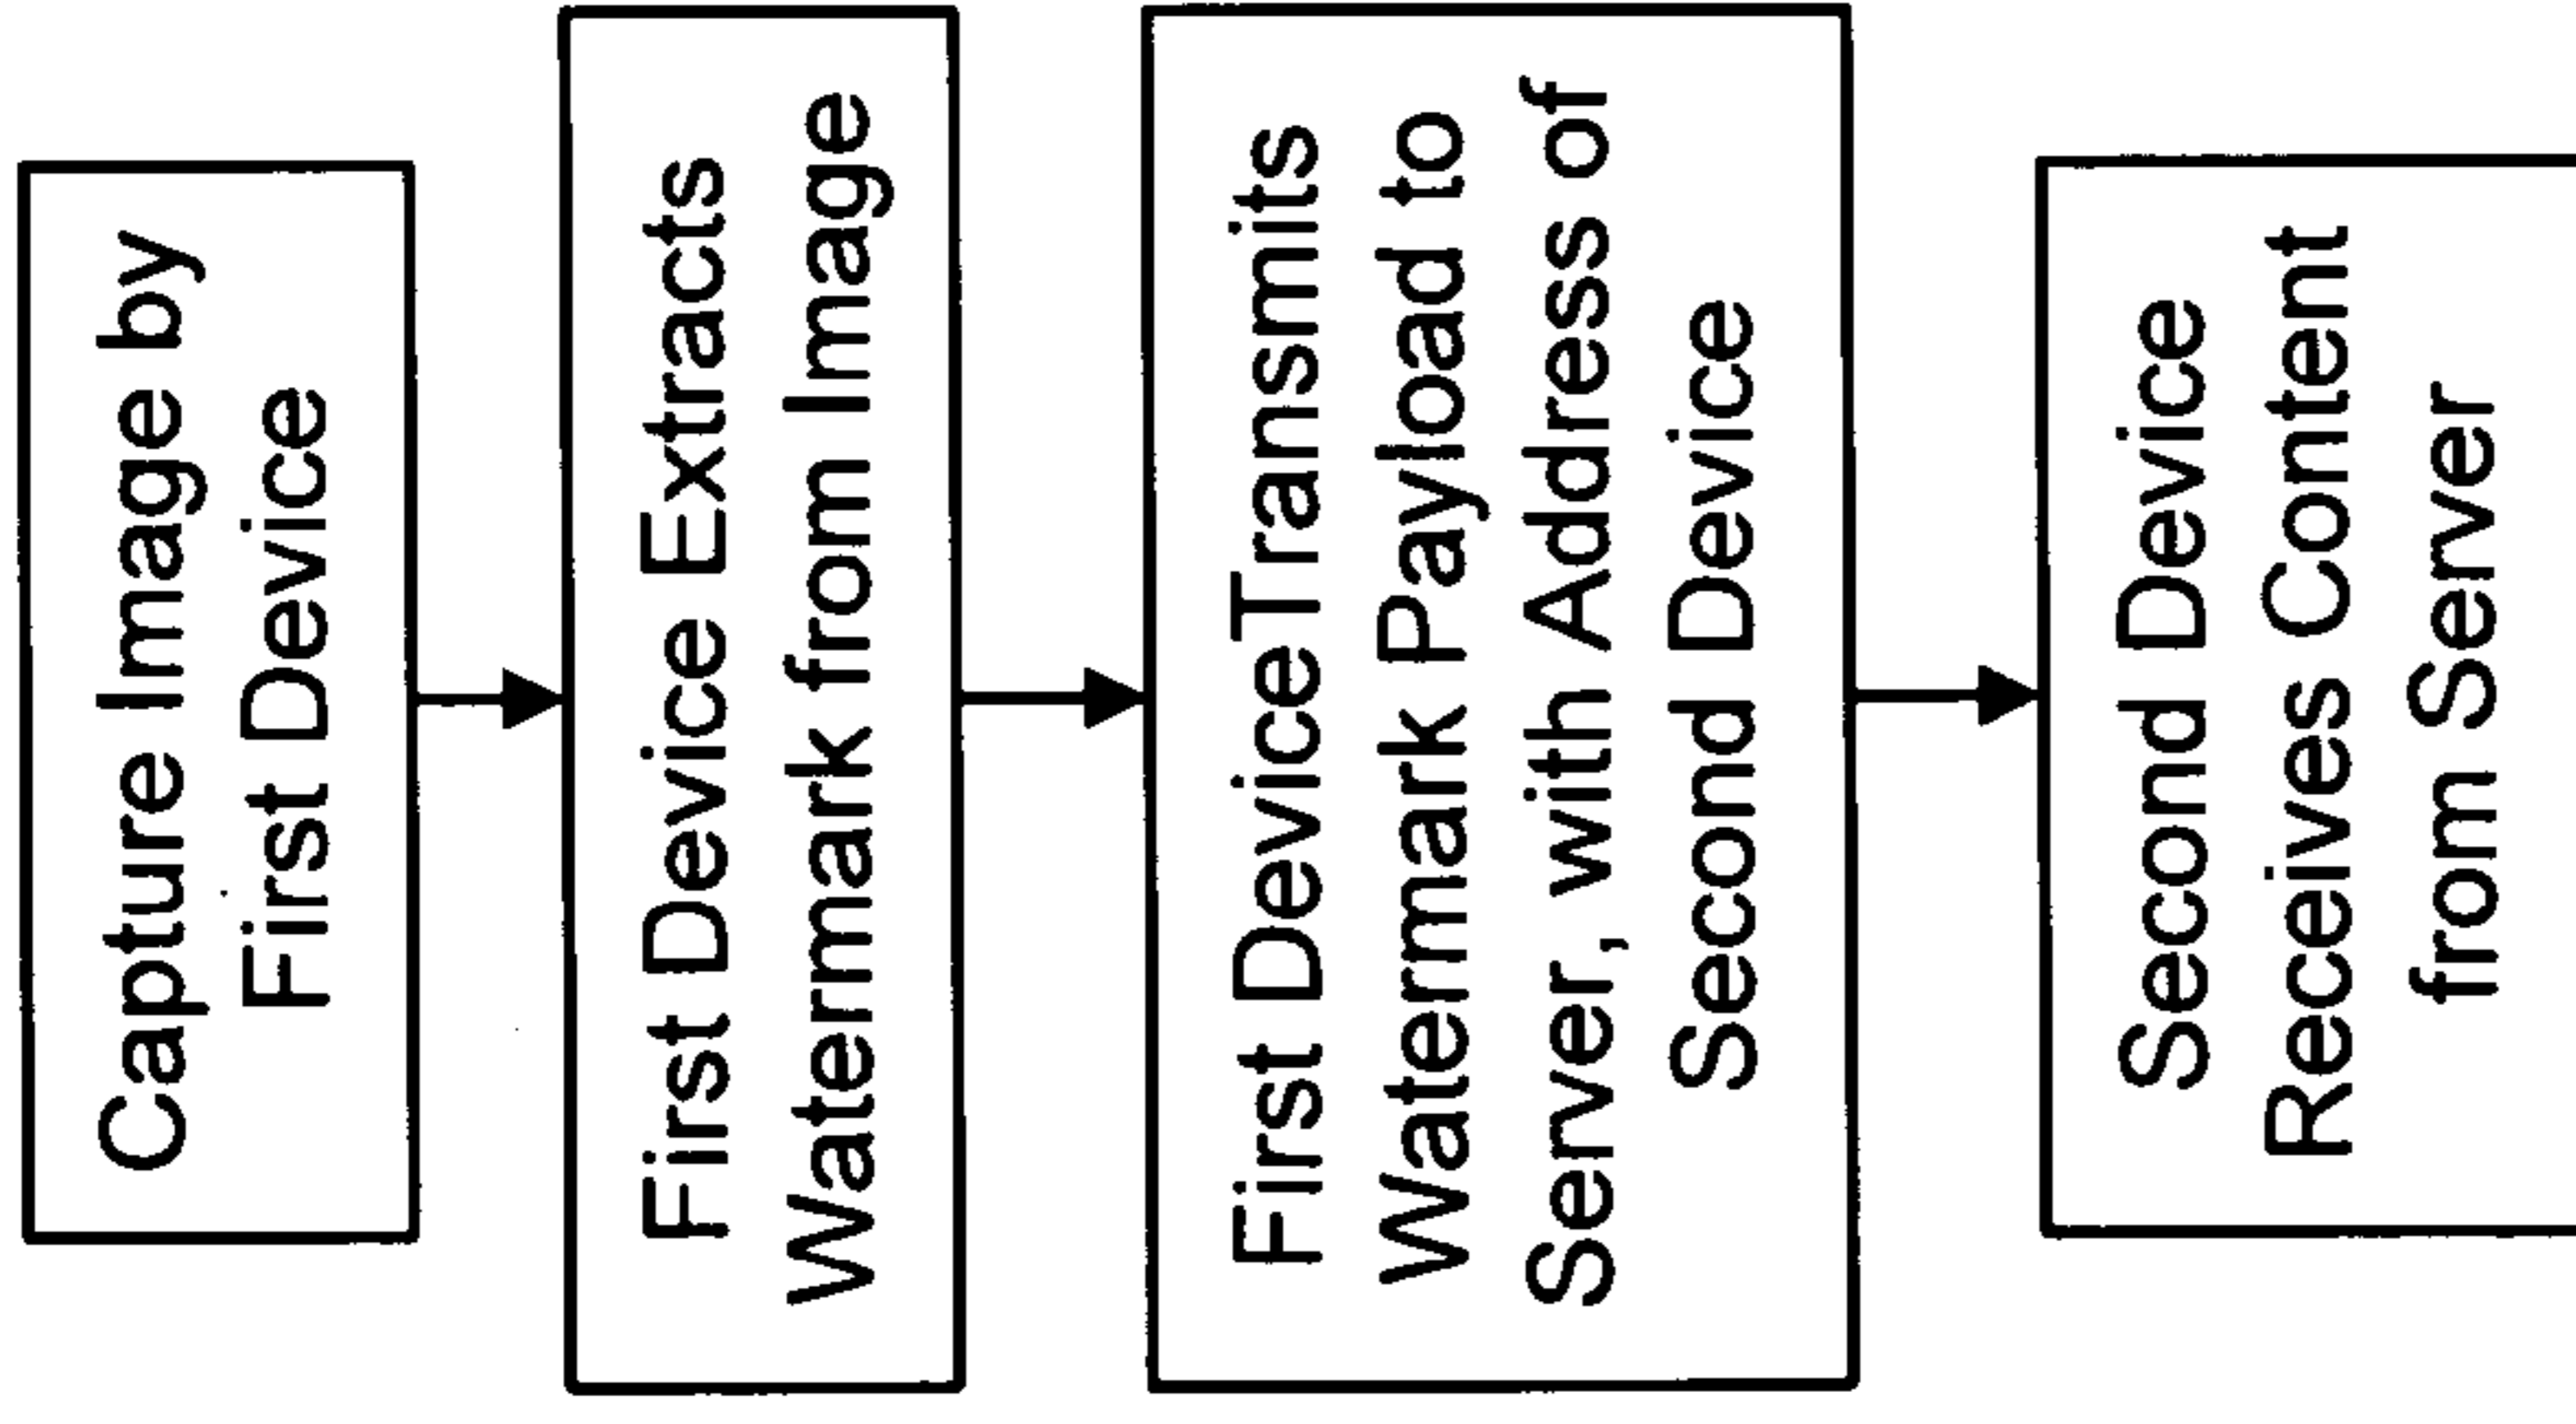 Capture Image by
First Device
First Device Extracts
Watermark from Image
First DeviceTransmits
Watermark Payload to
Server, with Address of
Second Device
Second Device
Receives Content
from Server